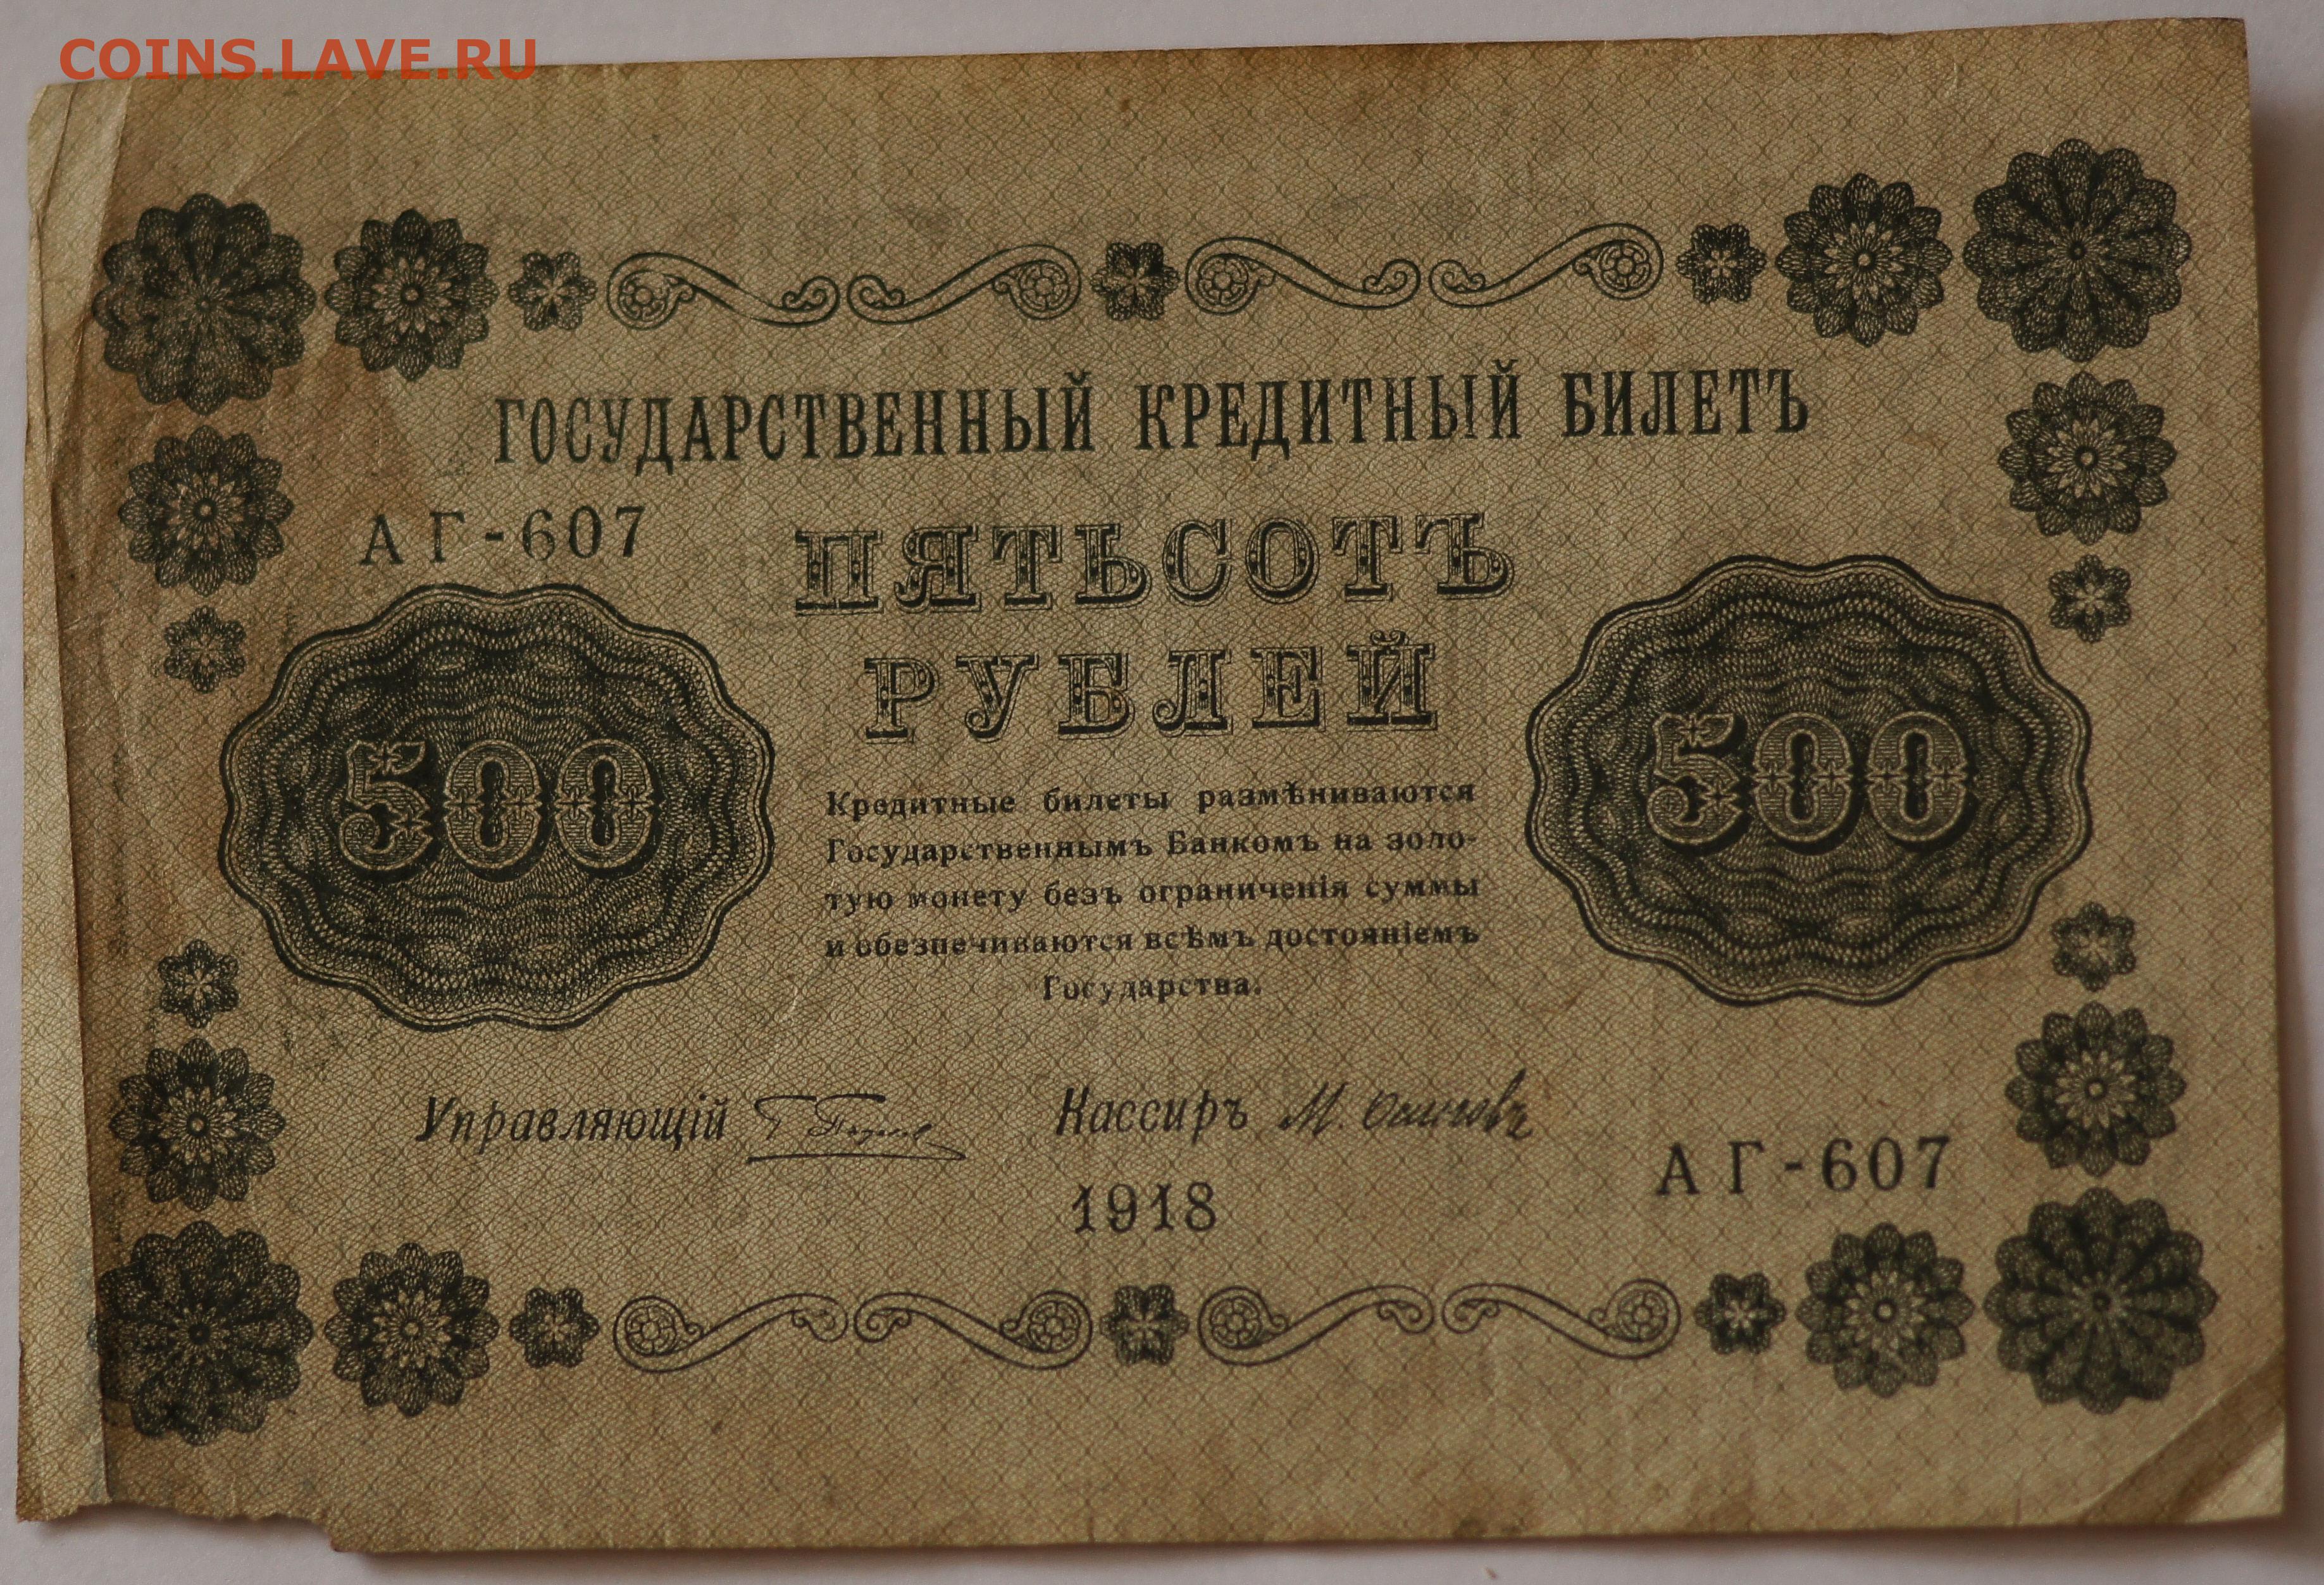 COINS.LAVE.RU
ГОСУДАРСТВЕННЫЙ КРЕДИТНЫЙ БИЛЕТЪ
АГ-607
ПЯТЬСОТЪ
РУБЛЕЙ
500
500
Кредитные билеты размѣниваются
Государственнымъ Банкомъ на золо-
тую монету безъ ограниченія суммы
и обезпечиваются всѣмъ достояніемъ
Государства.
Управляющій
Кассиръ М. Осиповъ
АГ-607
1918